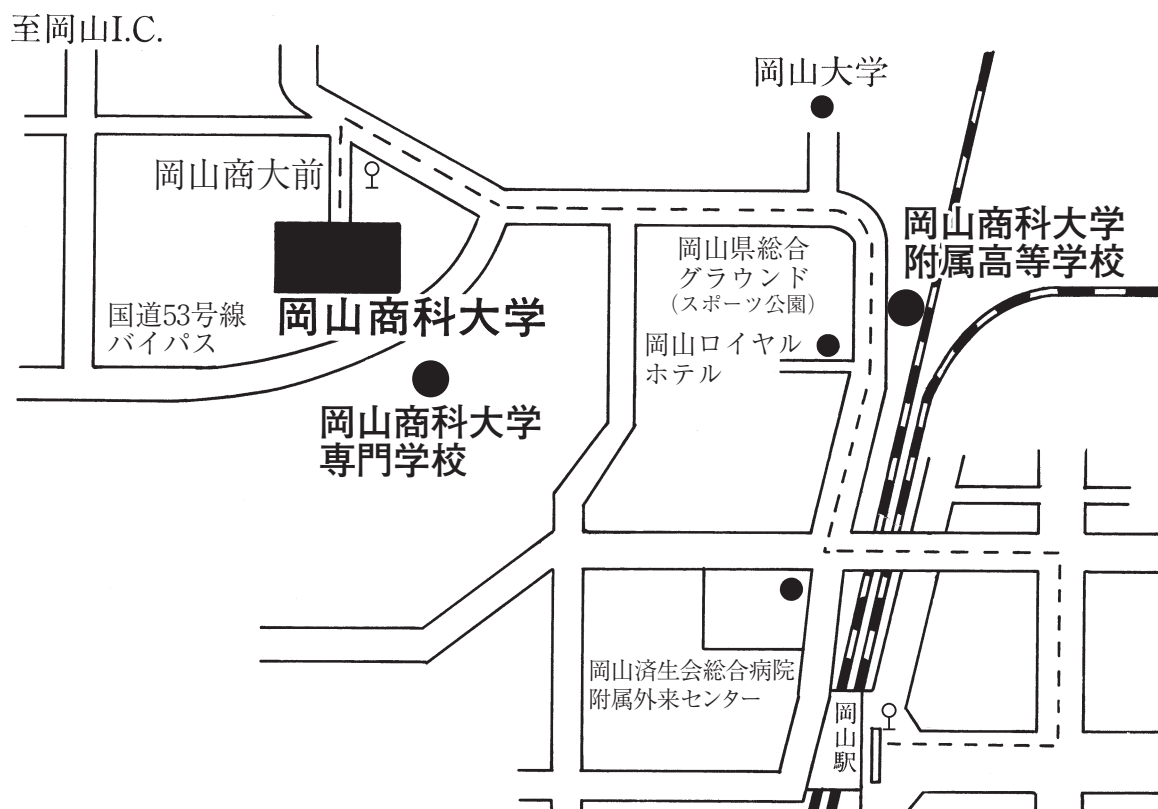 至岡山I.C.
岡山大学
岡山商大前
岡山商科大学
附属高等学校
岡山県総合
グラウンド
（スポーツ公園）
国道53号線
バイパス
岡山商科大学
岡山ロイヤル
ホテル
岡山商科大学
専門学校
岡山済生会総合病院
附属外来センター
岡山駅